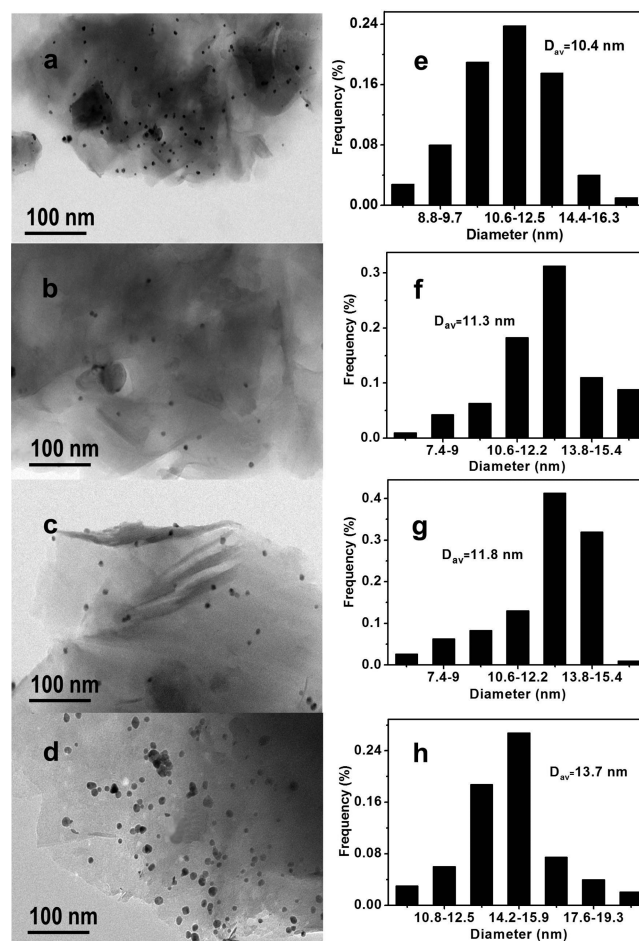 a
100 nm
b
100 nm
c
100 nm
d
100 nm
e
D_av=10.4 nm
Frequency (%)
0.24
0.16
0.08
0.00
8.8-9.7
10.6-12.5
14.4-16.3
Diameter (nm)
f
D_av=11.3 nm
Frequency (%)
0.3
0.2
0.1
0.0
7.4-9
10.6-12.2
13.8-15.4
Diameter (nm)
g
D_av=11.8 nm
Frequency (%)
0.4
0.3
0.2
0.1
0.0
7.4-9
10.6-12.2
13.8-15.4
Diameter (nm)
h
D_av=13.7 nm
Frequency (%)
0.24
0.16
0.08
0.00
10.8-12.5
14.2-15.9
17.6-19.3
Diameter (nm)